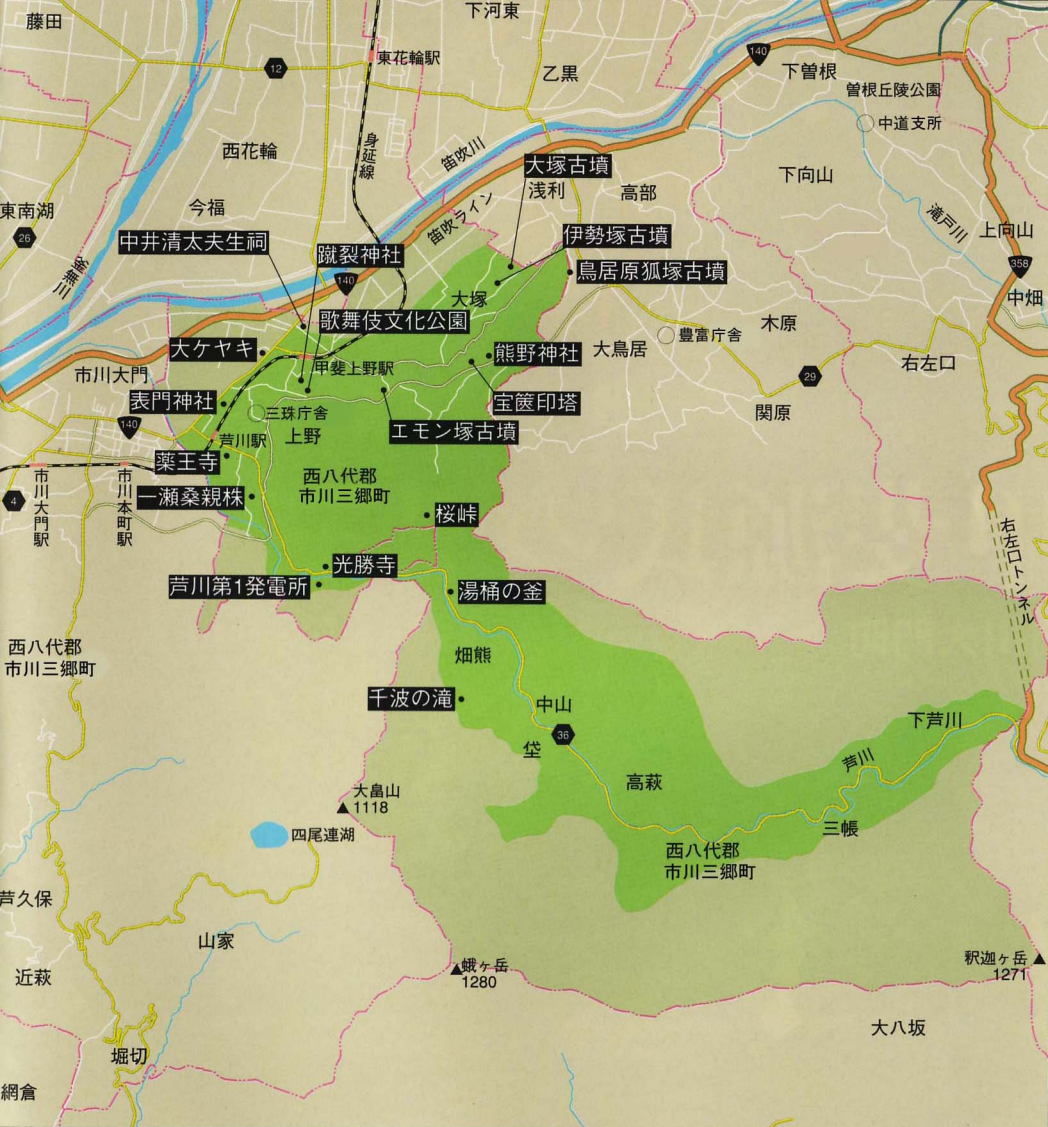 藤田
下河東
12
東花輪駅
乙黒
140
下曽根
曽根丘陵公園
中道支所
西花輪
身延線
笛吹川
大塚古墳
浅利
高部
下向山
東南湖
26
今福
笛吹ライン
滝戸川
上向山
中井清太夫生祠
蹴裂神社
伊勢塚古墳
鳥居原狐塚古墳
358
釜無川
140
大塚
中畑
歌舞伎文化公園
木原
豊富庁舎
大ケヤキ
熊野神社
大鳥居
右左口
市川大門
甲斐上野駅
29
表門神社
三珠庁舎
宝篋印塔
関原
140
芦川駅
上野
エモン塚古墳
薬王寺
市川大門駅
市川本町駅
西八代郡
市川三郷町
4
一瀬桑親株
桜峠
右左口トンネル
光勝寺
芦川第1発電所
湯桶の釜
西八代郡
市川三郷町
畑熊
千波の滝
中山
下芦川
36
垈
芦川
高萩
大畠山
1118
四尾連湖
三帳
西八代郡
市川三郷町
芦久保
山家
近萩
蛾ヶ岳
1280
釈迦ヶ岳
1271
大八坂
堀切
網倉